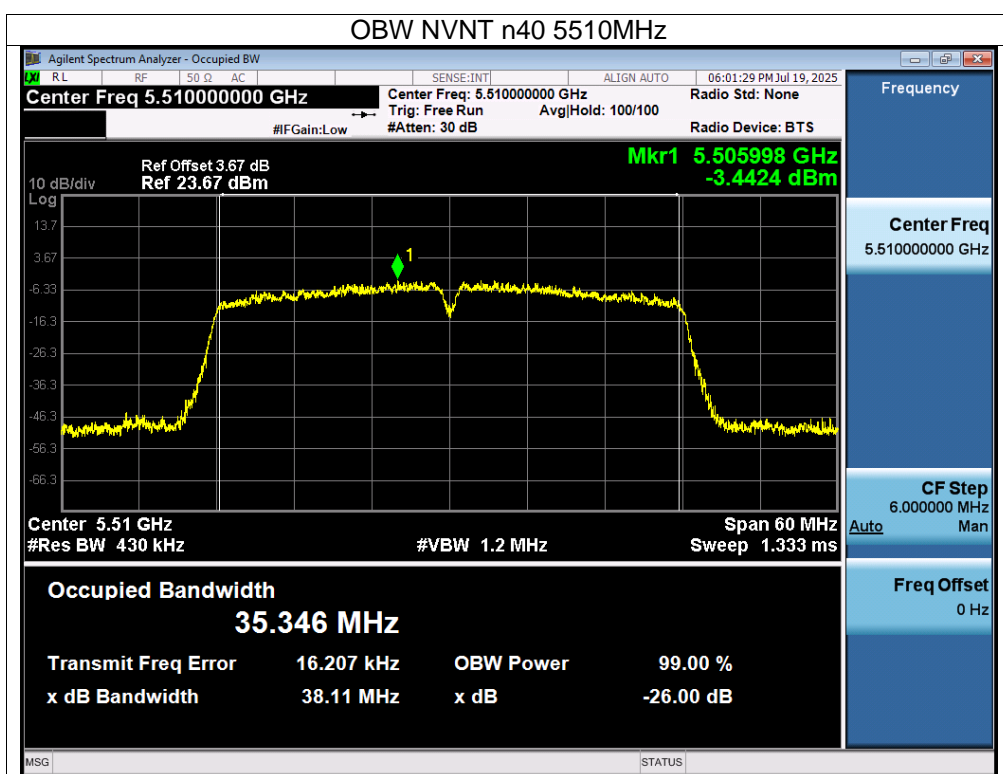 OBW NVNT n40 5510MHz
Agilent Spectrum Analyzer - Occupied BW
LXI RL RF 50 Ω AC SENSE:INT ALIGN AUTO 06:01:29 PM Jul 19, 2025
Center Freq 5.510000000 GHz Center Freq: 5.510000000 GHz Radio Std: None
Trig: Free Run Avg|Hold: 100/100
#IFGain:Low #Atten: 30 dB Radio Device: BTS
Frequency
Mkr1 5.505998 GHz
-3.4424 dBm
Ref Offset 3.67 dB
10 dB/div Ref 23.67 dBm
Log
13.7
3.67
-6.33
-16.3
-26.3
-36.3
-46.3
-56.3
-66.3
1
Center 5.51 GHz Span 60 MHz
#Res BW 430 kHz #VBW 1.2 MHz Sweep 1.333 ms
Center Freq
5.510000000 GHz
CF Step
6.000000 MHz
Auto Man
Freq Offset
0 Hz
Occupied Bandwidth
35.346 MHz
Transmit Freq Error 16.207 kHz OBW Power 99.00 %
x dB Bandwidth 38.11 MHz x dB -26.00 dB
MSG STATUS